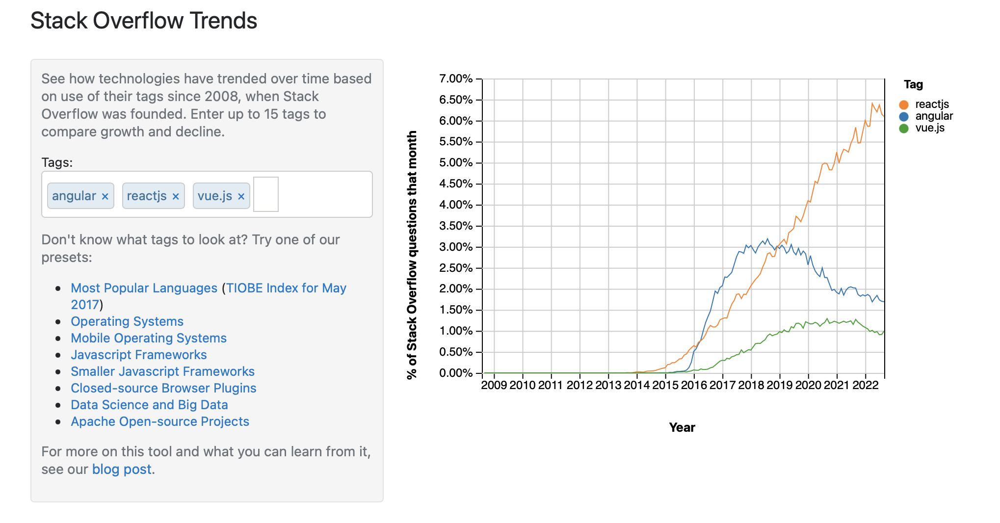 Stack Overflow Trends
See how technologies have trended over time based
on use of their tags since 2008, when Stack
Overflow was founded. Enter up to 15 tags to
compare growth and decline.
Tags:
angular × reactjs × vue.js ×
Don't know what tags to look at? Try one of our
presets:
Most Popular Languages (TIOBE Index for May
2017)
Operating Systems
Mobile Operating Systems
Javascript Frameworks
Smaller Javascript Frameworks
Closed-source Browser Plugins
Data Science and Big Data
Apache Open-source Projects
For more on this tool and what you can learn from it,
see our blog post.
% of Stack Overflow questions that month
7.00%
6.50%
6.00%
5.50%
5.00%
4.50%
4.00%
3.50%
3.00%
2.50%
2.00%
1.50%
1.00%
0.50%
0.00%
2009 2010 2011 2012 2013 2014 2015 2016 2017 2018 2019 2020 2021 2022
Year
Tag
reactjs
angular
vue.js